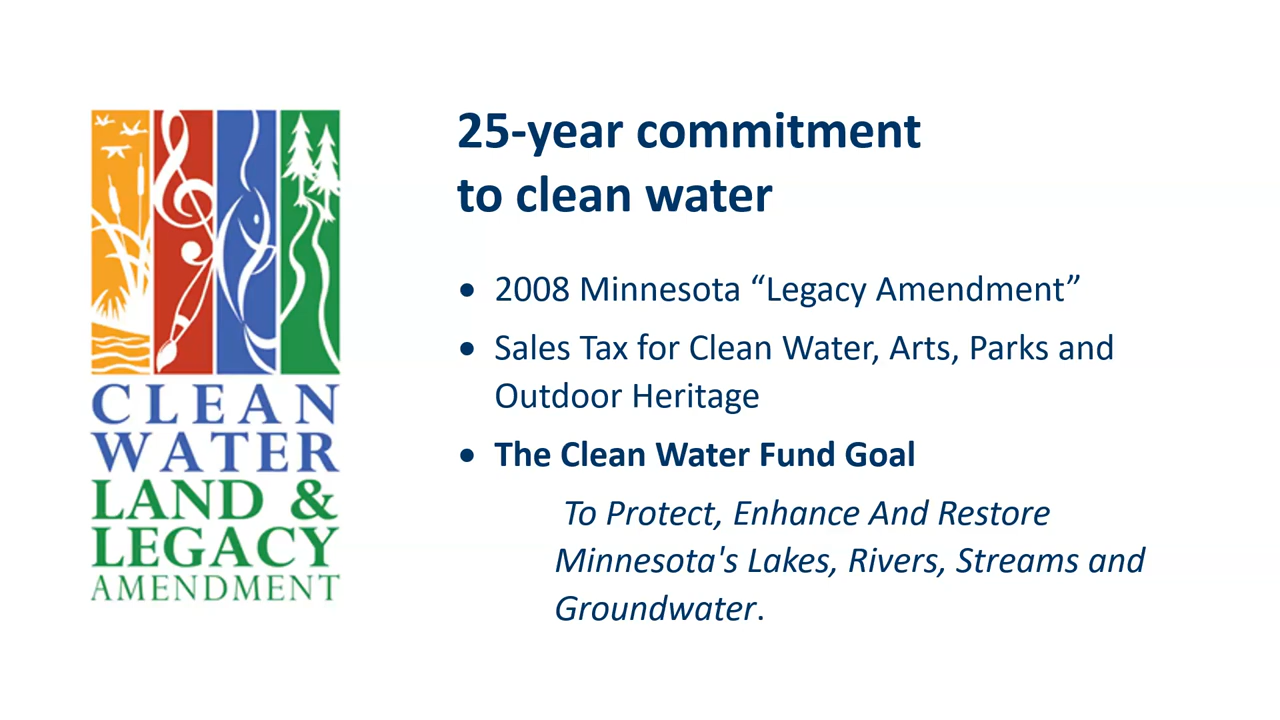 25-year commitment
to clean water
• 2008 Minnesota “Legacy Amendment”
• Sales Tax for Clean Water, Arts, Parks and
Outdoor Heritage
• The Clean Water Fund Goal
To Protect, Enhance And Restore
Minnesota's Lakes, Rivers, Streams and
Groundwater.
CLEAN
WATER
LAND &
LEGACY
AMENDMENT